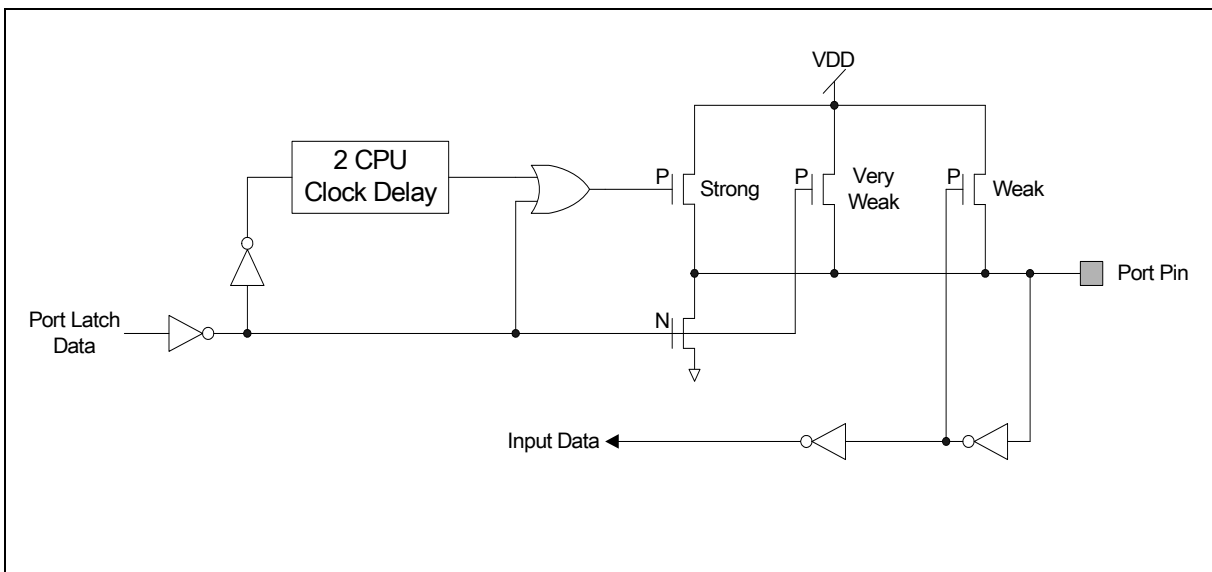 VDD
2 CPU
Clock Delay
P
Strong
P
Very
Weak
P
Weak
Port Pin
Port Latch
Data
N
Input Data